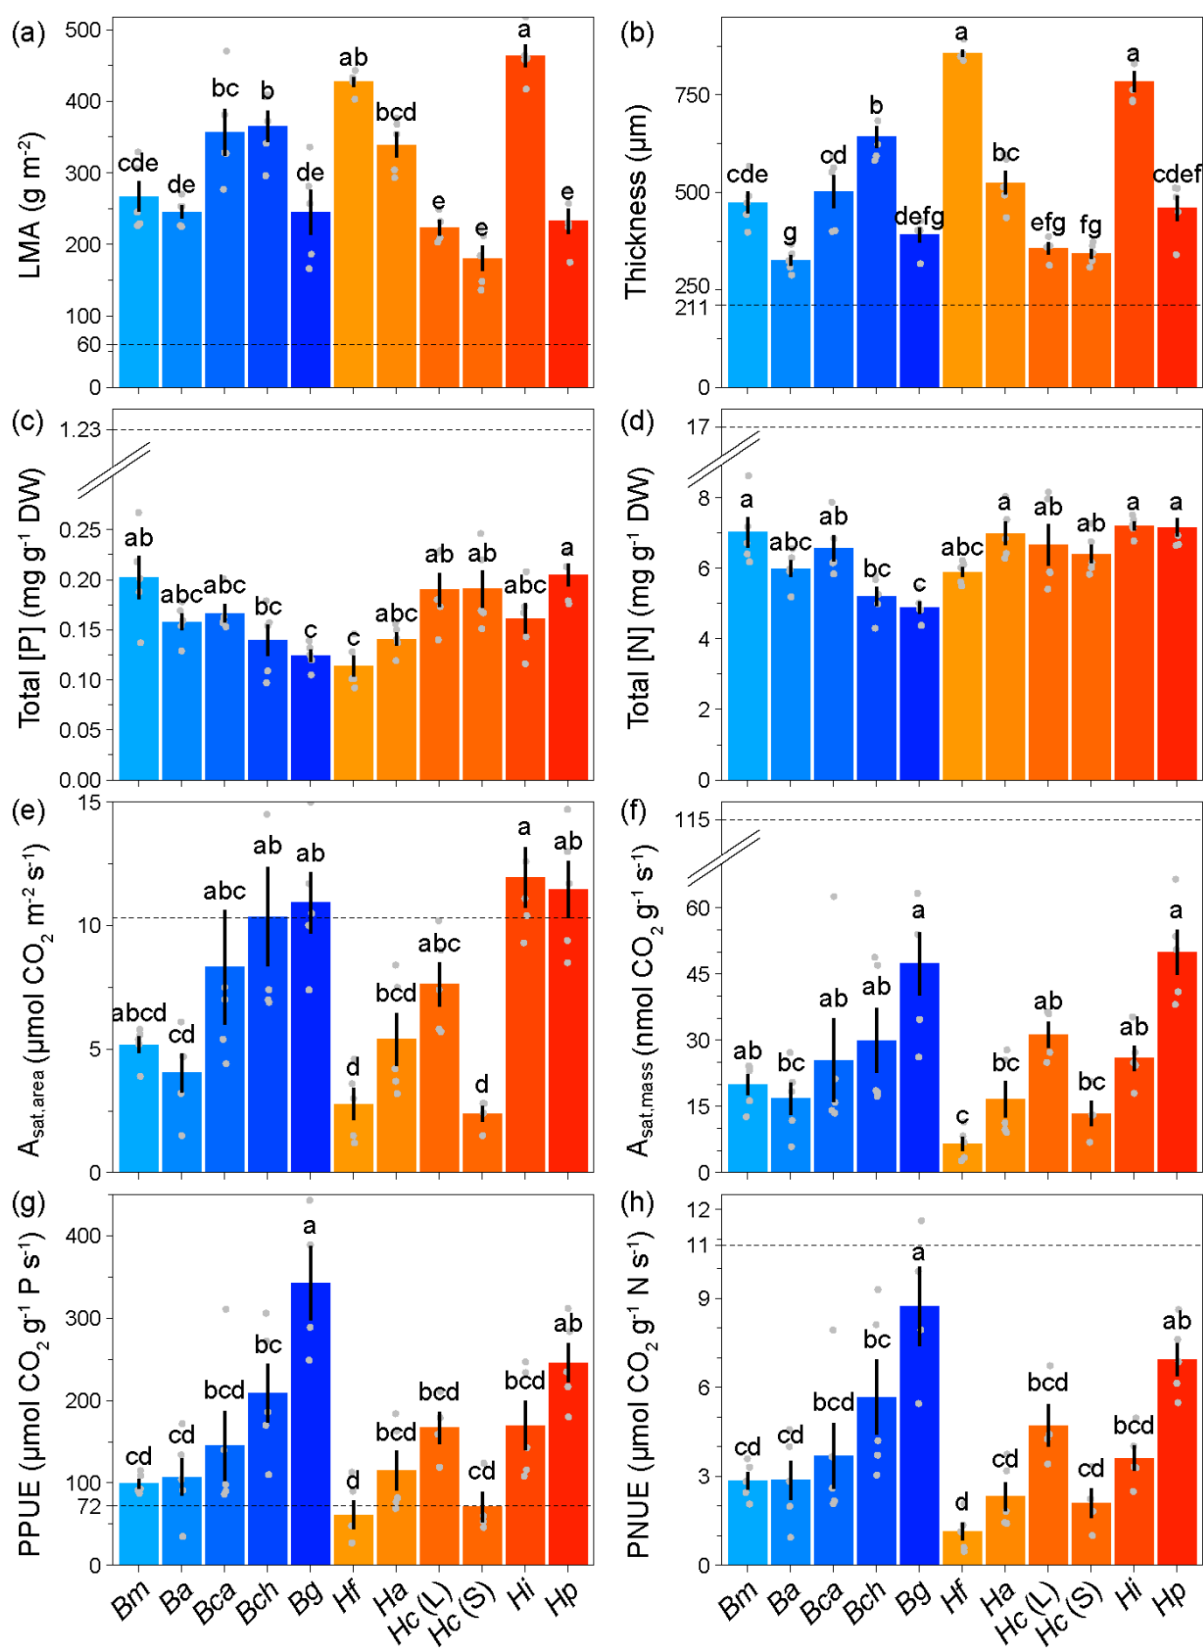 (a)
LMA (g m⁻²)
500
400
300
200
100
60
0
cde
de
bc
b
de
ab
bcd
e
e
a
e
(b)
Thickness (µm)
750
500
250
211
0
cde
g
cd
b
defg
a
bc
efg
fg
a
cdef
(c)
Total [P] (mg g⁻¹ DW)
1.23
0.25
0.20
0.15
0.10
0.05
0.00
ab
abc
abc
bc
c
c
abc
ab
ab
abc
a
(d)
Total [N] (mg g⁻¹ DW)
17
8
6
4
2
0
a
abc
ab
bc
c
abc
a
ab
ab
a
a
(e)
Asat,area (µmol CO₂ m⁻² s⁻¹)
15
10
5
0
abcd
cd
abc
ab
ab
d
bcd
abc
d
a
ab
(f)
Asat,mass (nmol CO₂ g⁻¹ s⁻¹)
115
60
45
30
15
0
ab
bc
ab
ab
a
c
bc
ab
bc
ab
a
(g)
PPUE (µmol CO₂ g⁻¹ P s⁻¹)
400
300
200
100
72
0
cd
cd
bcd
bc
a
d
bcd
bcd
cd
bcd
ab
(h)
PNUE (µmol CO₂ g⁻¹ N s⁻¹)
12
11
9
6
3
0
cd
cd
bcd
bc
a
d
cd
bcd
cd
bcd
ab
Bm
Ba
Bca
Bch
Bg
Hf
Ha
Hc (L)
Hc (S)
Hi
Hp
Bm
Ba
Bca
Bch
Bg
Hf
Ha
Hc (L)
Hc (S)
Hi
Hp